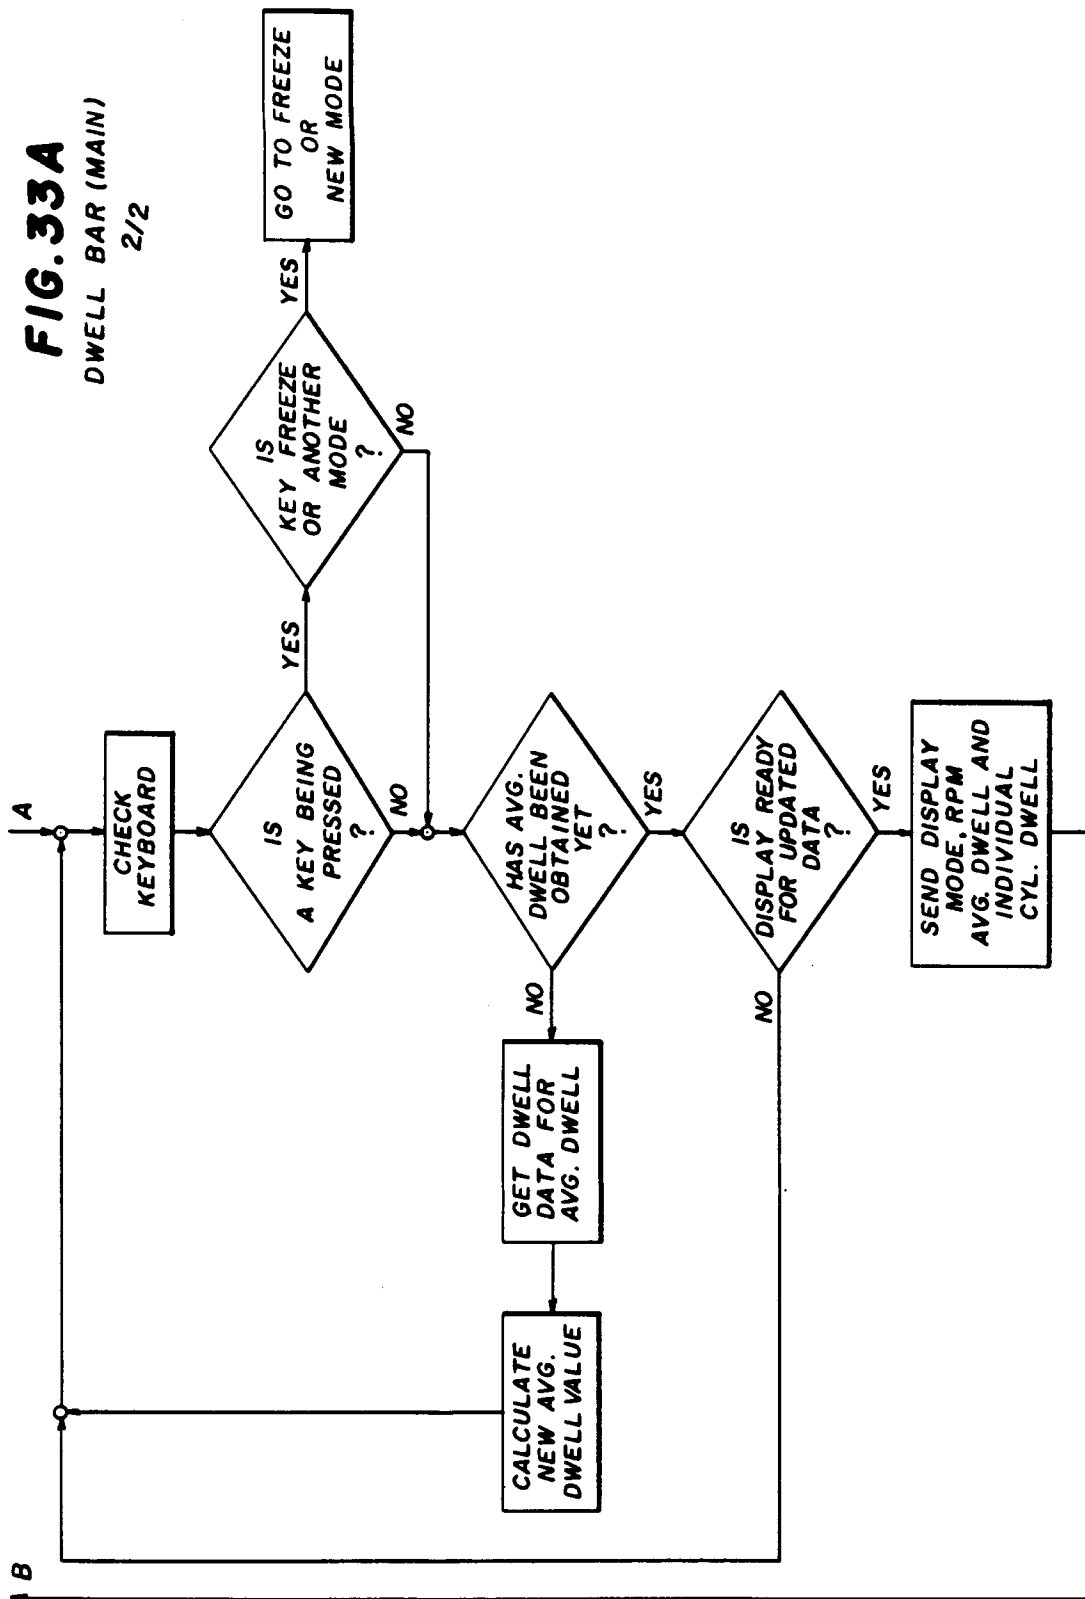 FIG.33A
DWELL BAR (MAIN)
2/2
A
CHECK
KEYBOARD
IS
A KEY BEING
PRESSED
?
YES
NO
IS
KEY FREEZE
OR ANOTHER
MODE
?
YES
NO
GO TO FREEZE
OR
NEW MODE
HAS AVG.
DWELL BEEN
OBTAINED
YET
?
NO
YES
GET DWELL
DATA FOR
AVG. DWELL
CALCULATE
NEW AVG.
DWELL VALUE
IS
DISPLAY READY
FOR UPDATED
DATA
?
NO
YES
SEND DISPLAY
MODE, RPM
AVG. DWELL AND
INDIVIDUAL
CYL. DWELL
B